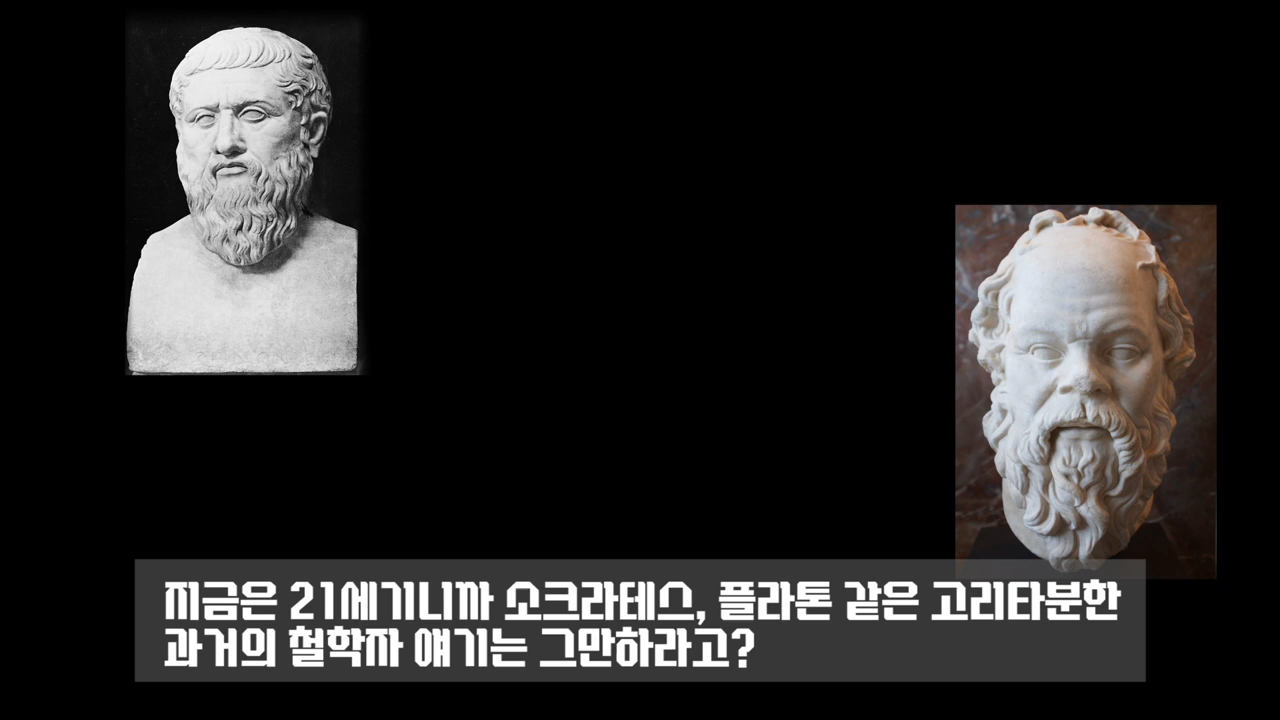 지금은 21세기니까 소크라테스, 플라톤 같은 고리타분한
과거의 철학자 얘기는 그만하라고?